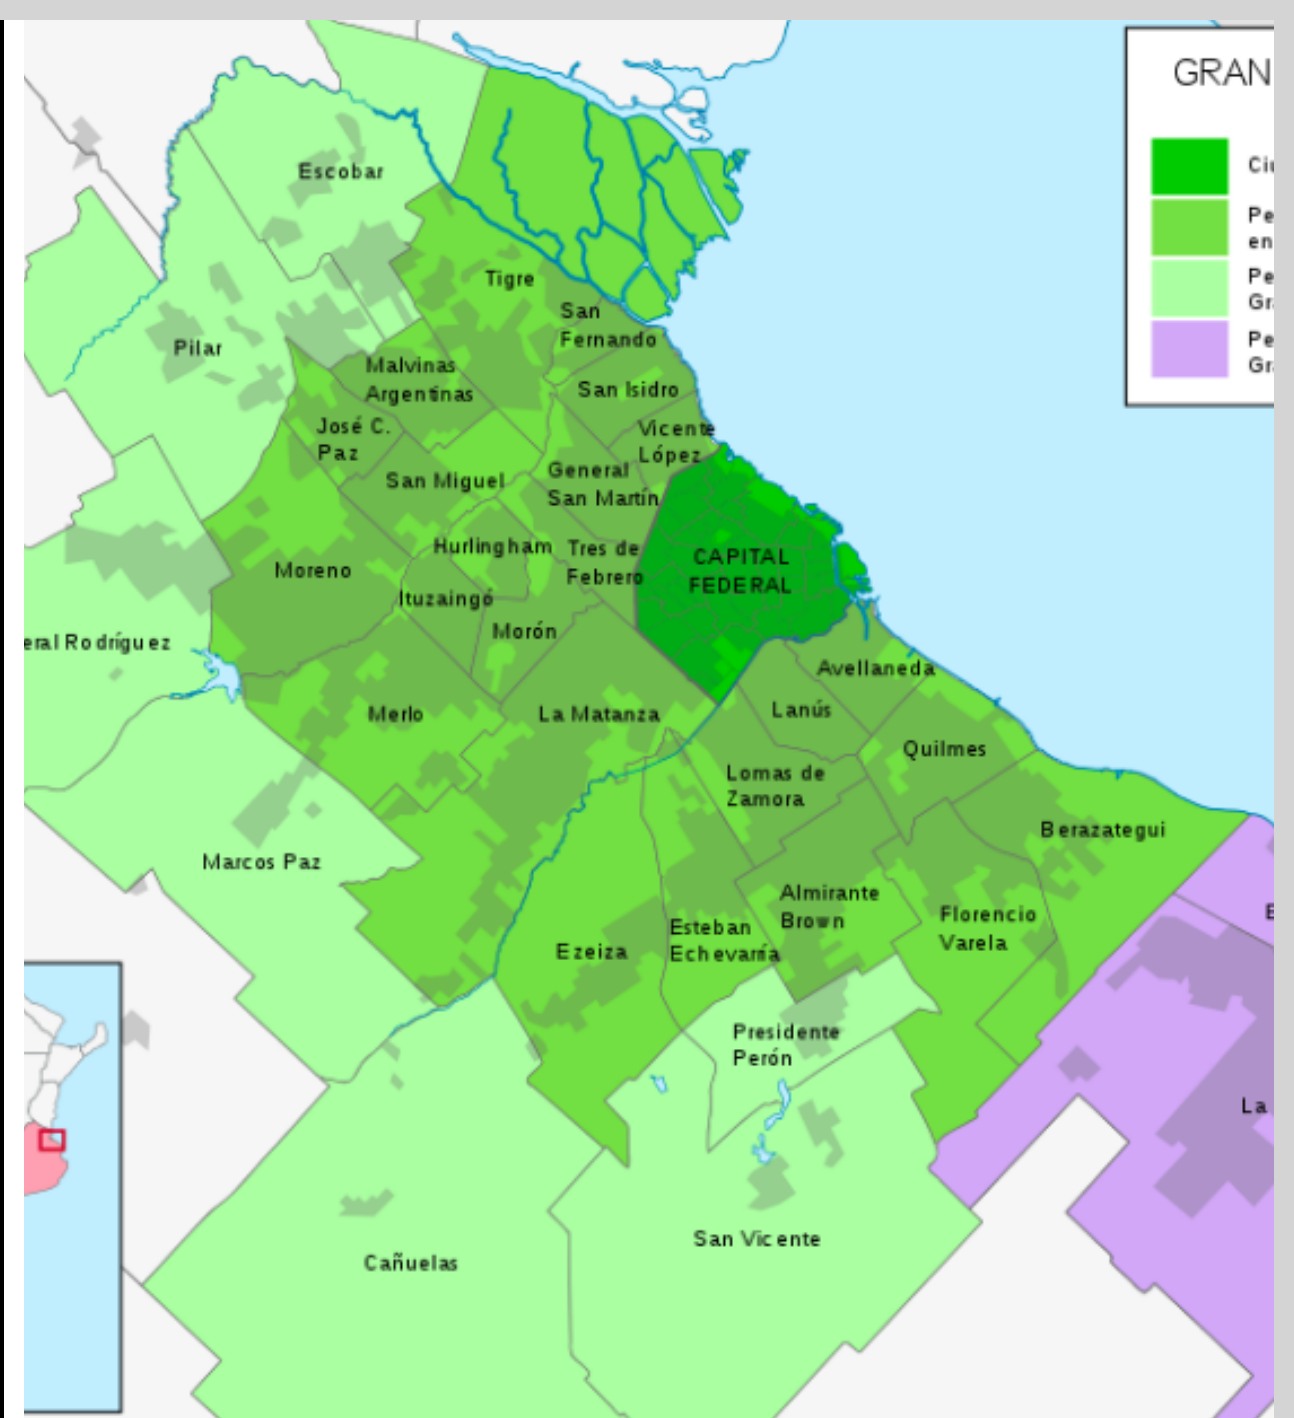 GRAN
Escobar
Tigre
San
Fernando
Pilar
Malvinas
Argentinas
San Isidro
José C.
Paz
Vicente
López
San Miguel
General
San Martín
Hurlingham
Tres de
Febrero
CAPITAL
FEDERAL
Moreno
Ituzaingó
Morón
eral Rodríguez
Avellaneda
Merlo
La Matanza
Lanús
Quilmes
Lomas de
Zamora
Berazategui
Marcos Paz
Almirante
Brown
Florencio
Varela
Esteban
Echevarría
Ezeiza
Presidente
Perón
La
San Vicente
Cañuelas
Pe
en
Pe
Gr
Pe
Gr